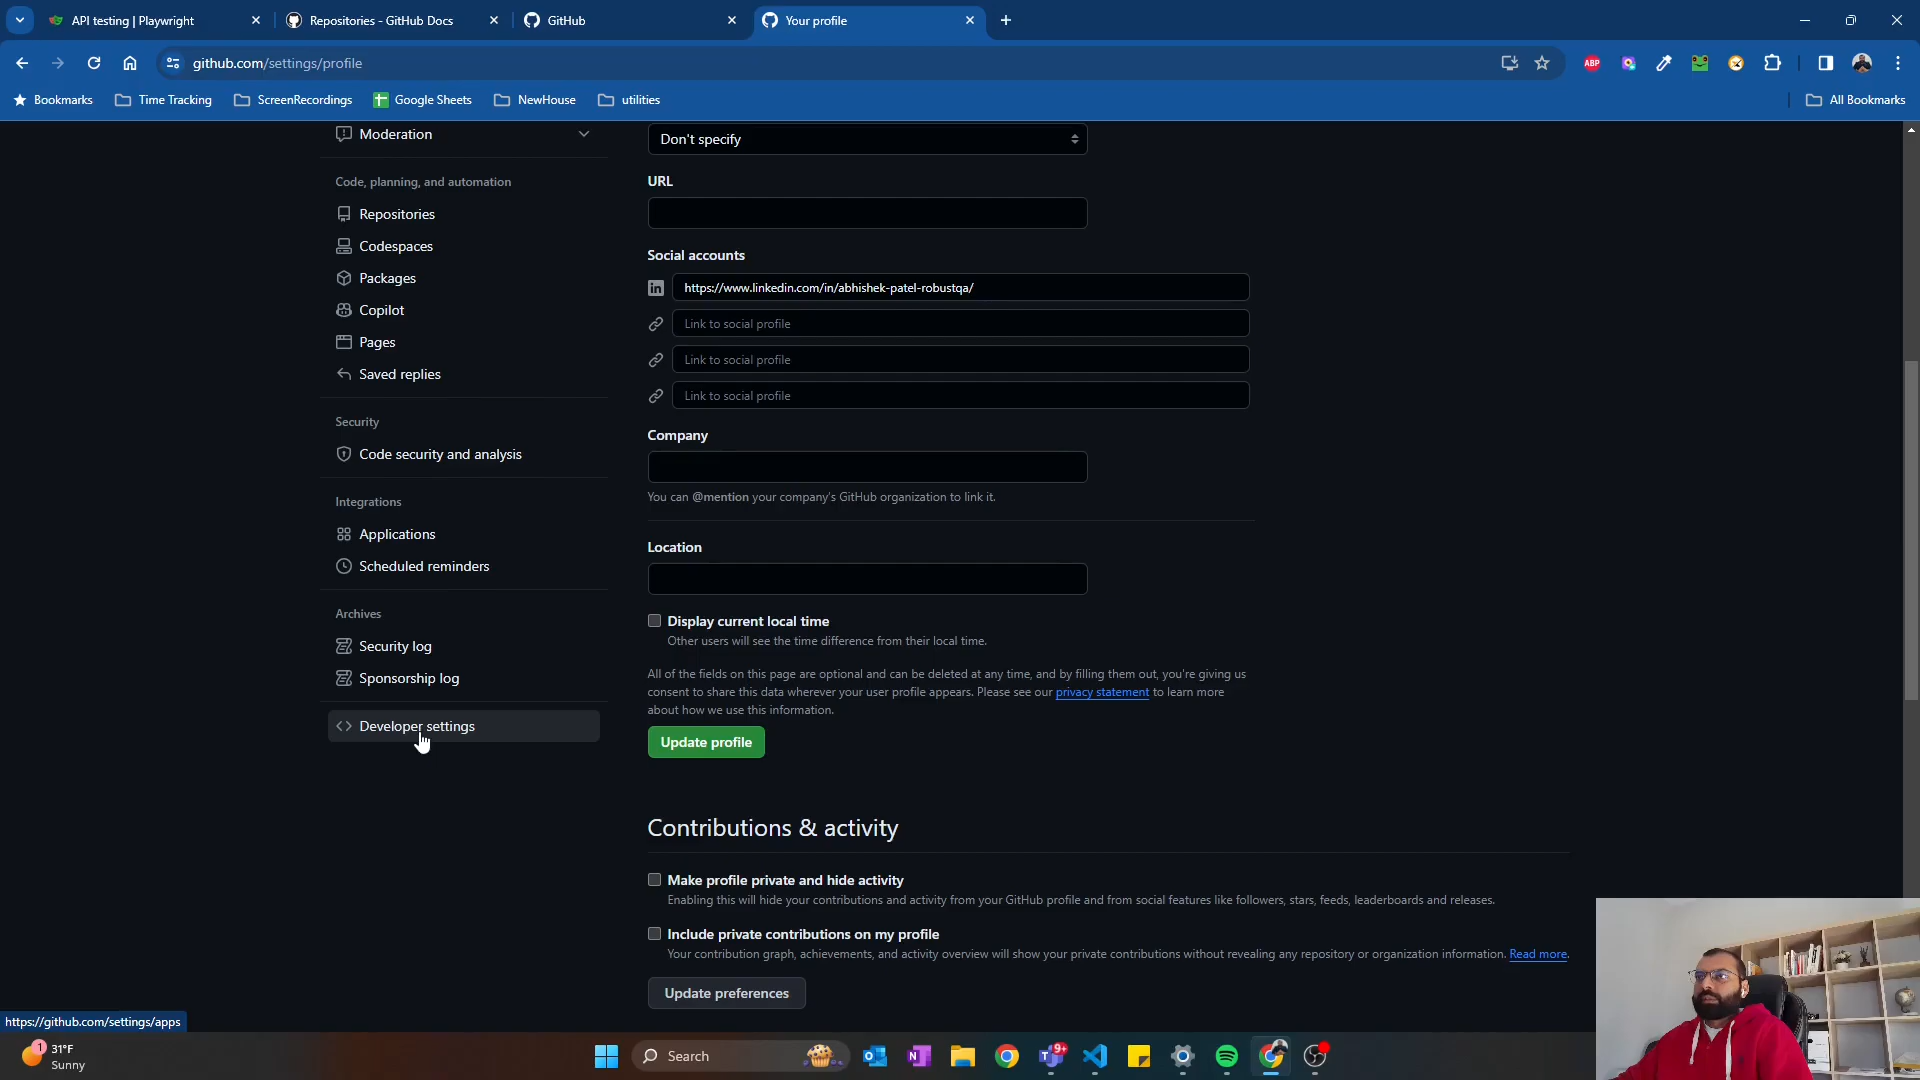 API testing | Playwright
Repositories - GitHub Docs
GitHub
Your profile
github.com/settings/profile
ABP
Bookmarks
Time Tracking
ScreenRecordings
Google Sheets
NewHouse
utilities
All Bookmarks
Moderation
Code, planning, and automation
Repositories
Codespaces
Packages
Copilot
Pages
Saved replies
Security
Code security and analysis
Integrations
Applications
Scheduled reminders
Archives
Security log
Sponsorship log
Developer settings
Don't specify
URL
Social accounts
https://www.linkedin.com/in/abhishek-patel-robustqa/
Link to social profile
Link to social profile
Link to social profile
Company
You can @mention your company's GitHub organization to link it.
Location
Display current local time
Other users will see the time difference from their local time.
All of the fields on this page are optional and can be deleted at any time, and by filling them out, you're giving us
consent to share this data wherever your user profile appears. Please see our privacy statement to learn more
about how we use this information.
Update profile
Contributions & activity
Make profile private and hide activity
Enabling this will hide your contributions and activity from your GitHub profile and from social features like followers, stars, feeds, leaderboards and releases.
Include private contributions on my profile
Your contribution graph, achievements, and activity overview will show your private contributions without revealing any repository or organization information. Read more.
Update preferences
https://github.com/settings/apps
1
31°F
Sunny
Search
9+